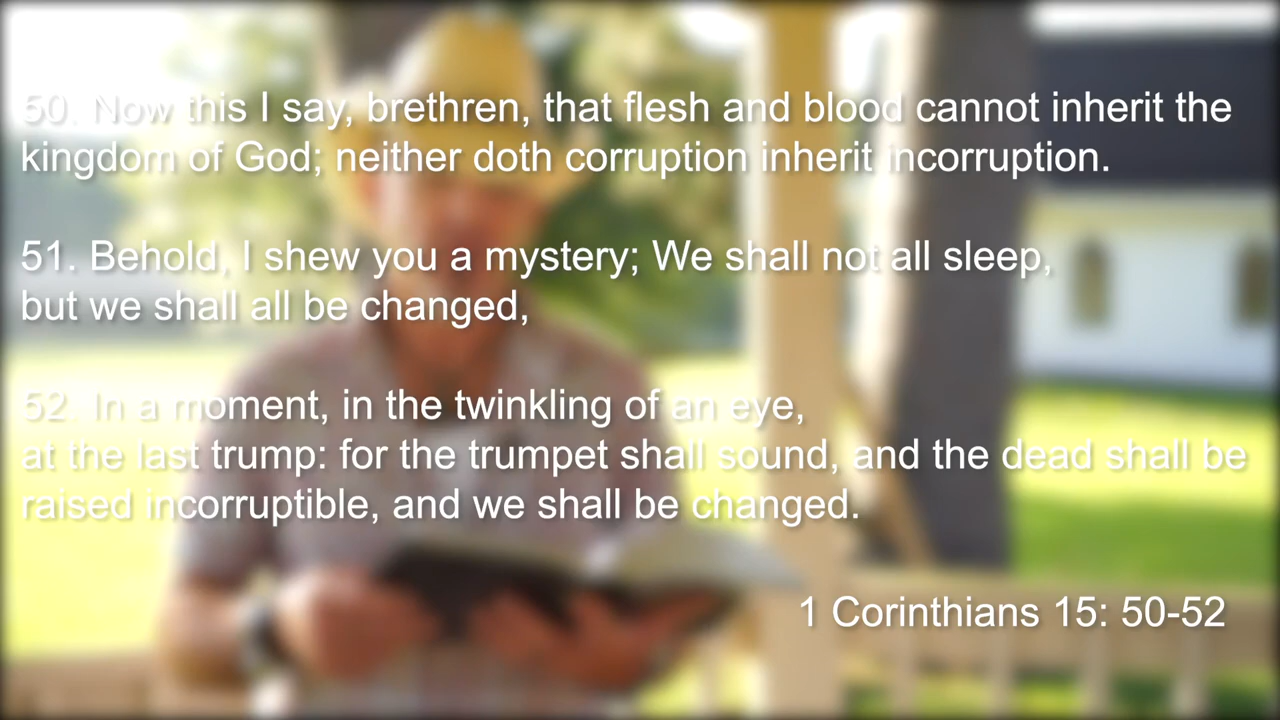 50. Now this I say, brethren, that flesh and blood cannot inherit the
kingdom of God; neither doth corruption inherit incorruption.
51. Behold, I shew you a mystery; We shall not all sleep,
but we shall all be changed,
52. In a moment, in the twinkling of an eye,
at the last trump: for the trumpet shall sound, and the dead shall be
raised incorruptible, and we shall be changed.
1 Corinthians 15: 50-52